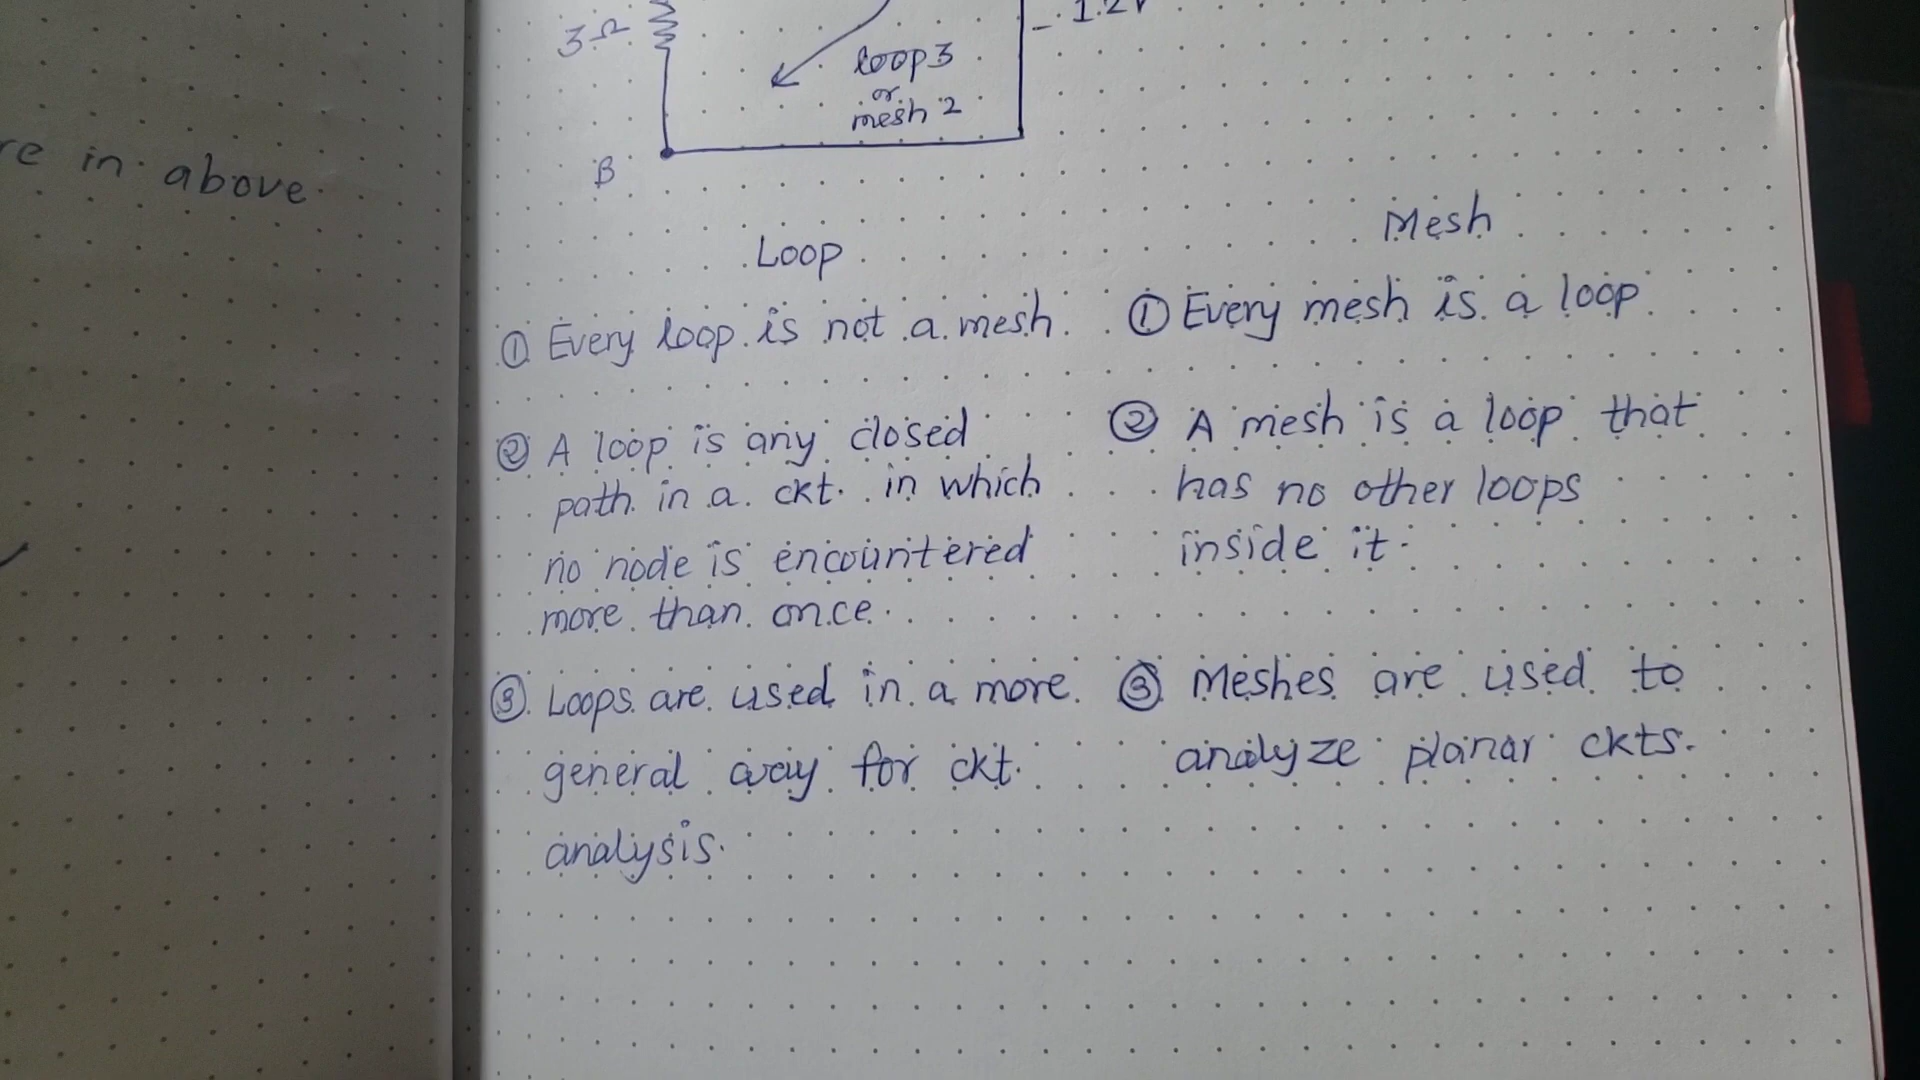 3Ω
- 1.2V
loop3
or
mesh 2
B
re in above
Loop
Mesh
① Every loop is not a mesh.
① Every mesh is a loop
② A loop is any closed
path in a ckt. in which
no node is encountered
more than once.
② A mesh is a loop that
has no other loops
inside it.
③ Loops are used in a more
general way for ckt.
analysis.
③ Meshes are used to
analyze planar ckts.